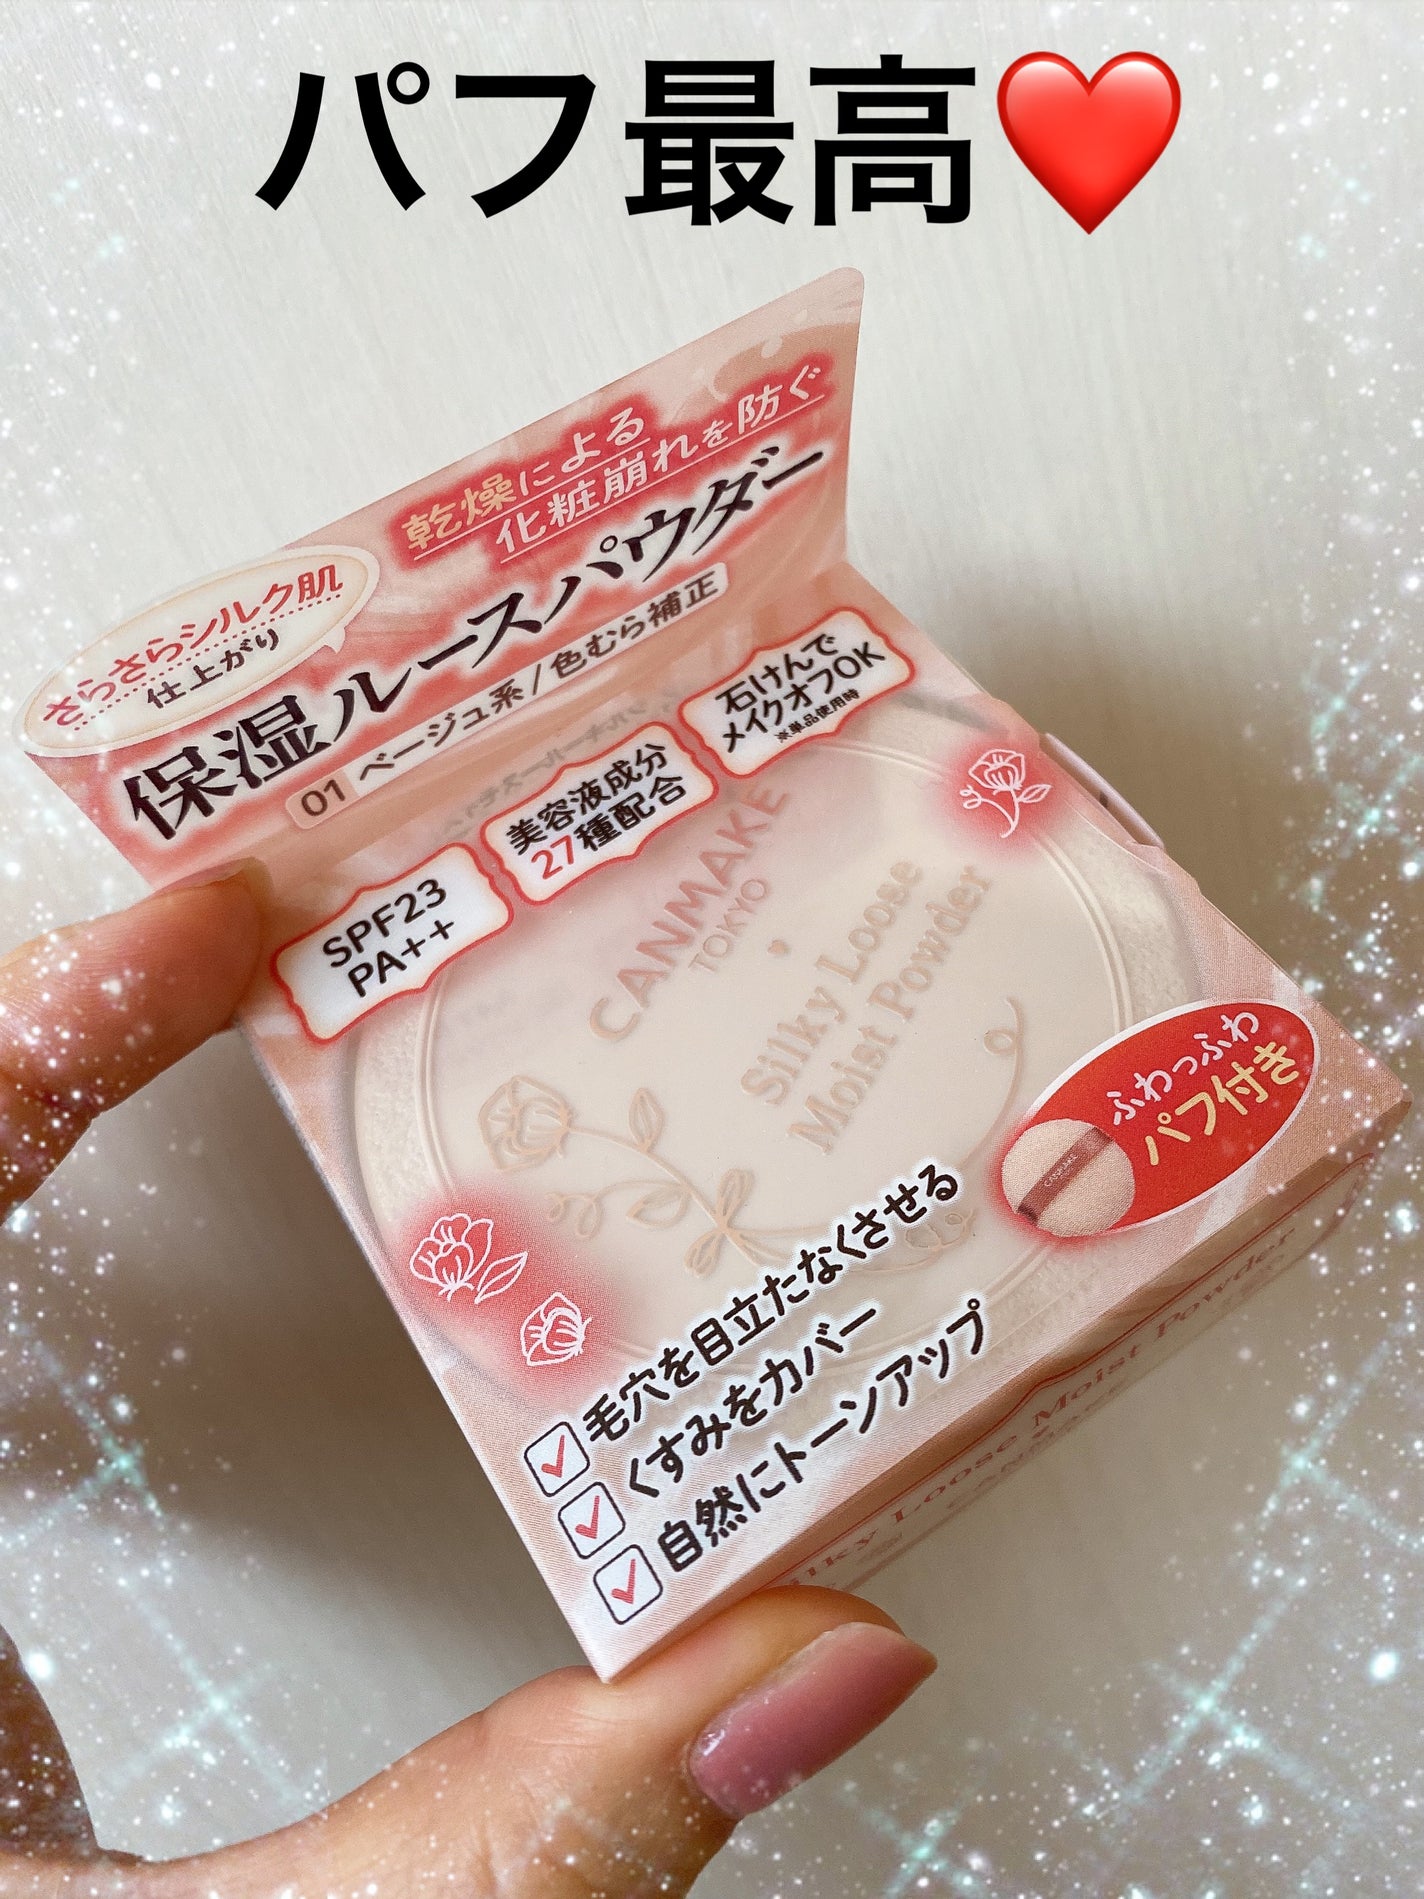 パフ最高❤️
乾燥による
化粧崩れを防ぐ
さらさらシルク肌
仕上がり
保湿ルースパウダー
01 ベージュ系/色むら補正
石けんで
メイクオフOK
※単品使用時
美容液成分
27種配合
SPF23
PA++
CANMAKE
TOKYO
Silky Loose
Moist Powder
ふわっふわ
パフ付き
毛穴を目立たなくさせる
くすみをカバー
自然にトーンアップ
Silky Loose Moist Powder